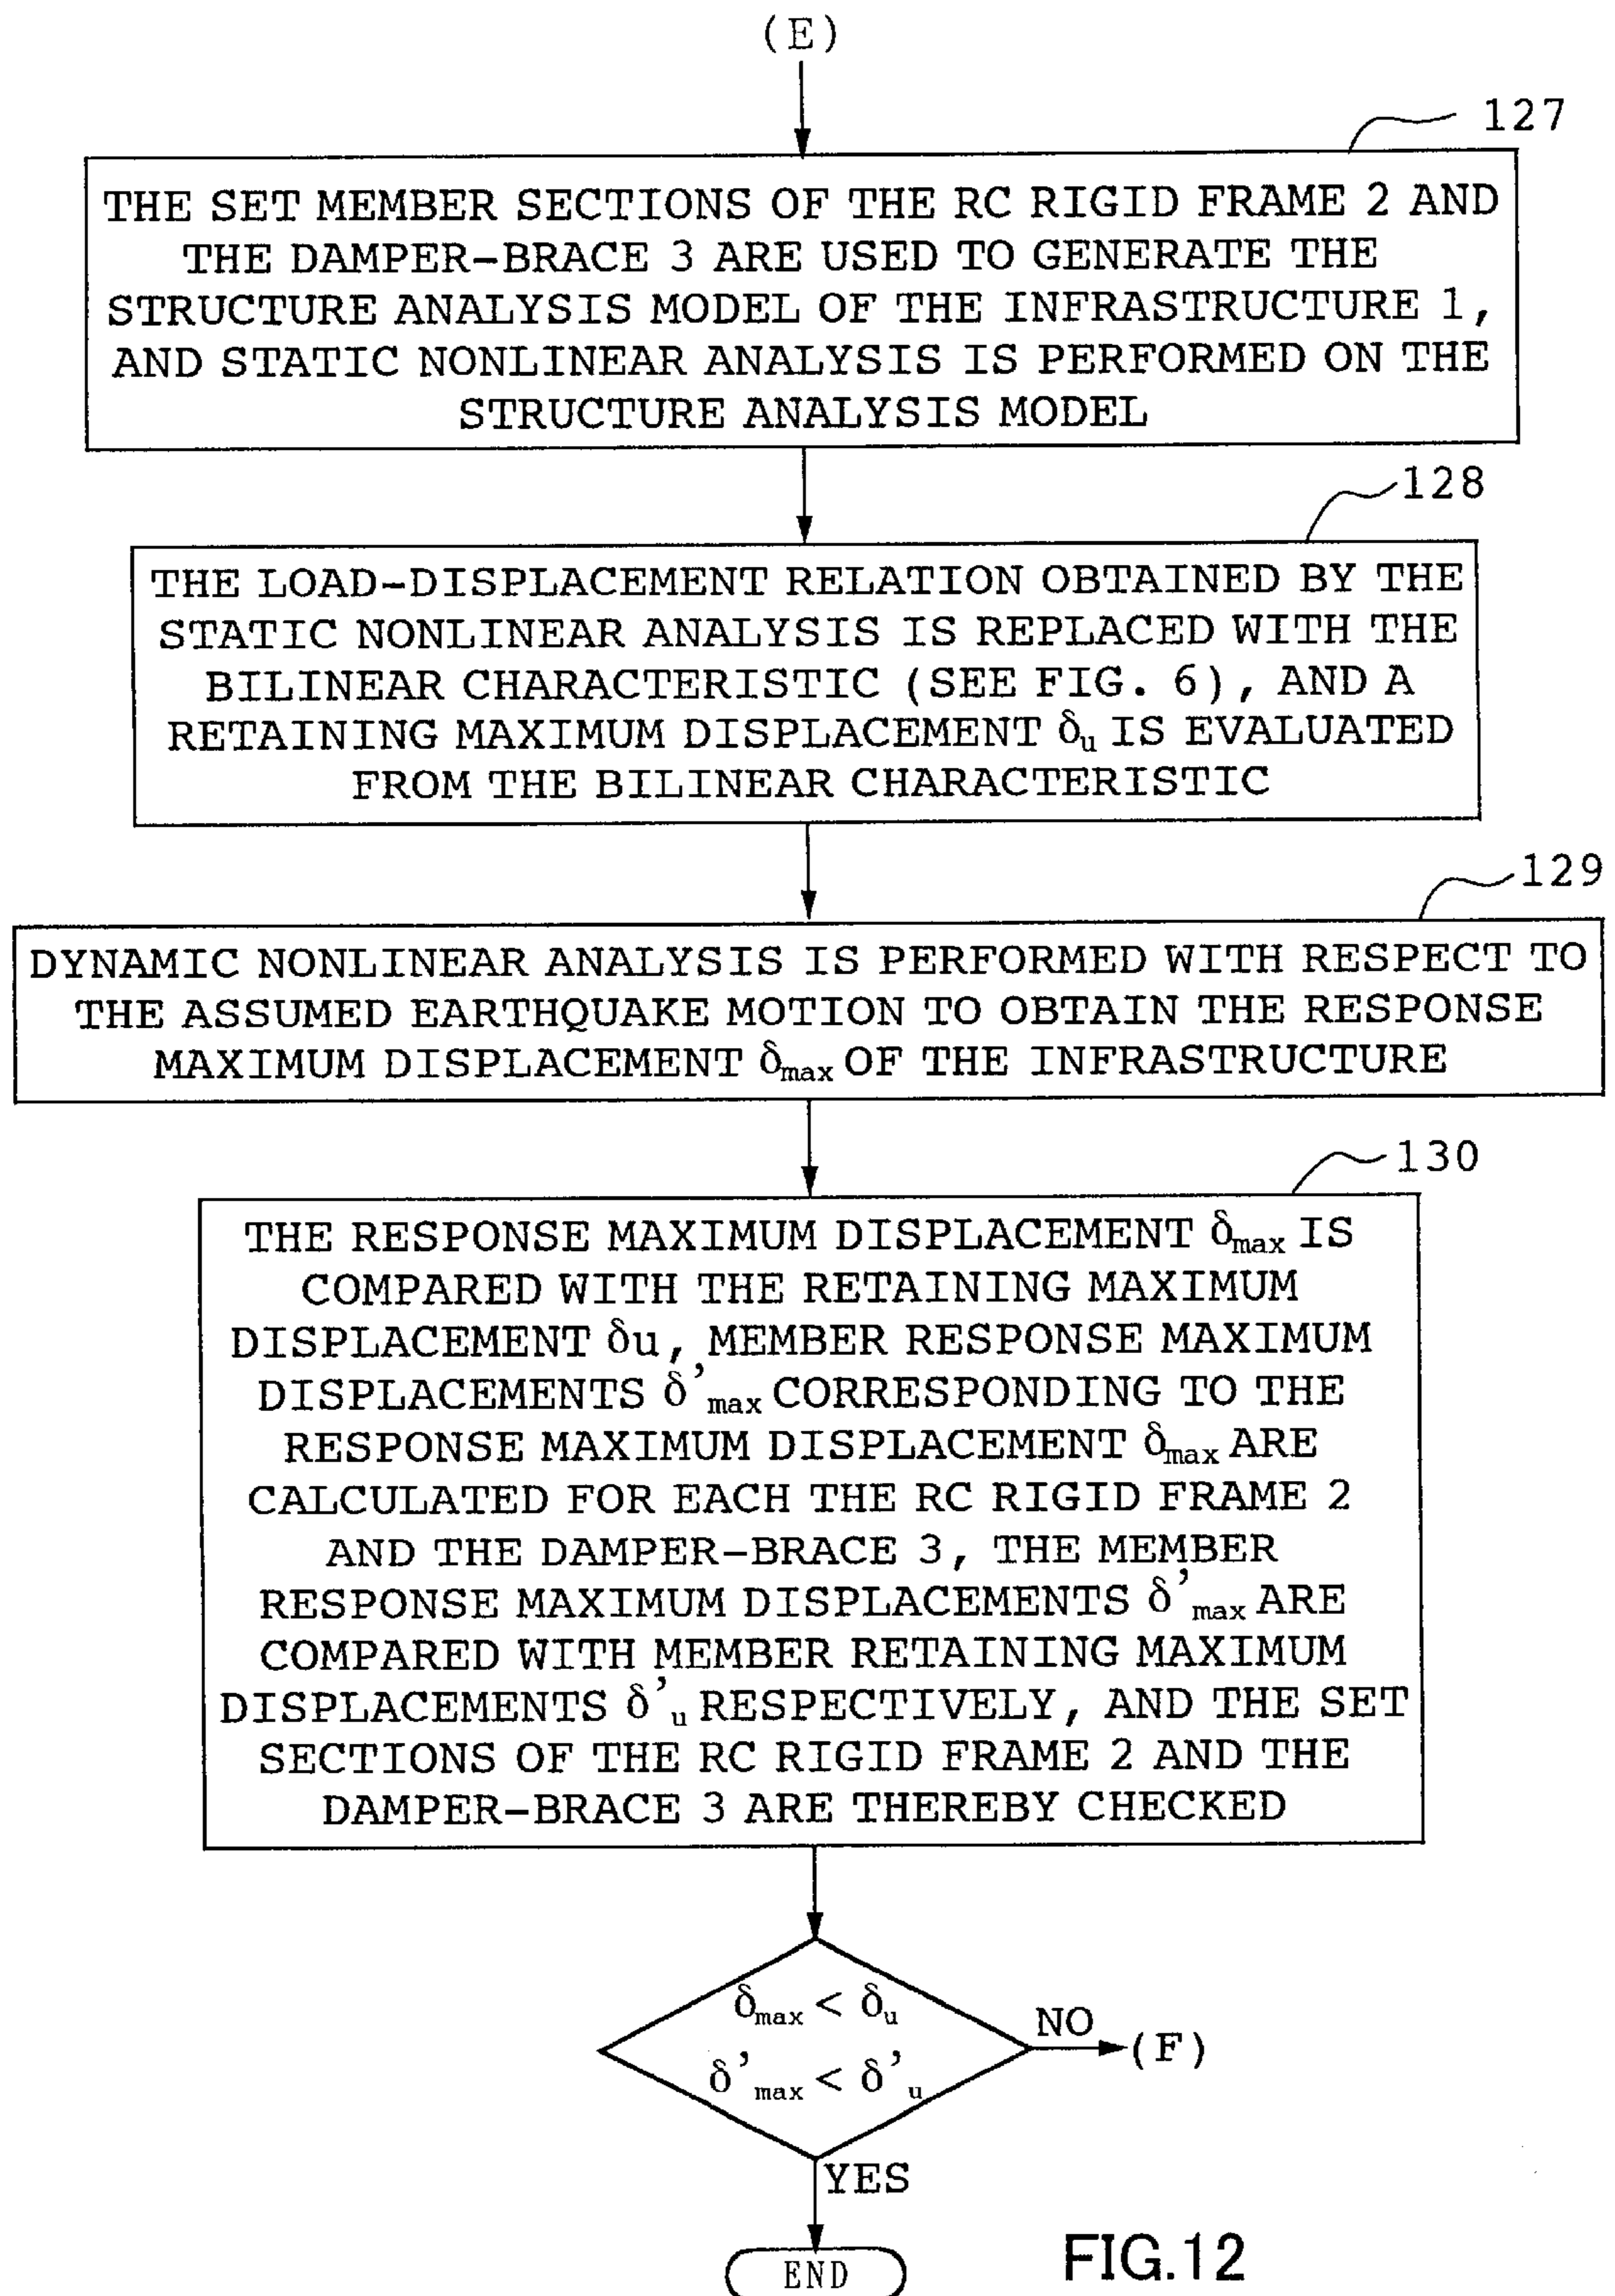 (E)
127
THE SET MEMBER SECTIONS OF THE RC RIGID FRAME 2 AND
THE DAMPER-BRACE 3 ARE USED TO GENERATE THE
STRUCTURE ANALYSIS MODEL OF THE INFRASTRUCTURE 1,
AND STATIC NONLINEAR ANALYSIS IS PERFORMED ON THE
STRUCTURE ANALYSIS MODEL
128
THE LOAD-DISPLACEMENT RELATION OBTAINED BY THE
STATIC NONLINEAR ANALYSIS IS REPLACED WITH THE
BILINEAR CHARACTERISTIC (SEE FIG. 6), AND A
RETAINING MAXIMUM DISPLACEMENT δu IS EVALUATED
FROM THE BILINEAR CHARACTERISTIC
129
DYNAMIC NONLINEAR ANALYSIS IS PERFORMED WITH RESPECT TO
THE ASSUMED EARTHQUAKE MOTION TO OBTAIN THE RESPONSE
MAXIMUM DISPLACEMENT δmax OF THE INFRASTRUCTURE
130
THE RESPONSE MAXIMUM DISPLACEMENT δmax IS
COMPARED WITH THE RETAINING MAXIMUM
DISPLACEMENT δu, MEMBER RESPONSE MAXIMUM
DISPLACEMENTS δ'max CORRESPONDING TO THE
RESPONSE MAXIMUM DISPLACEMENT δmax ARE
CALCULATED FOR EACH THE RC RIGID FRAME 2
AND THE DAMPER-BRACE 3, THE MEMBER
RESPONSE MAXIMUM DISPLACEMENTS δ'max ARE
COMPARED WITH MEMBER RETAINING MAXIMUM
DISPLACEMENTS δ'u RESPECTIVELY, AND THE SET
SECTIONS OF THE RC RIGID FRAME 2 AND THE
DAMPER-BRACE 3 ARE THEREBY CHECKED
δmax < δu
δ'max < δ'u
NO
(F)
YES
END
FIG.12